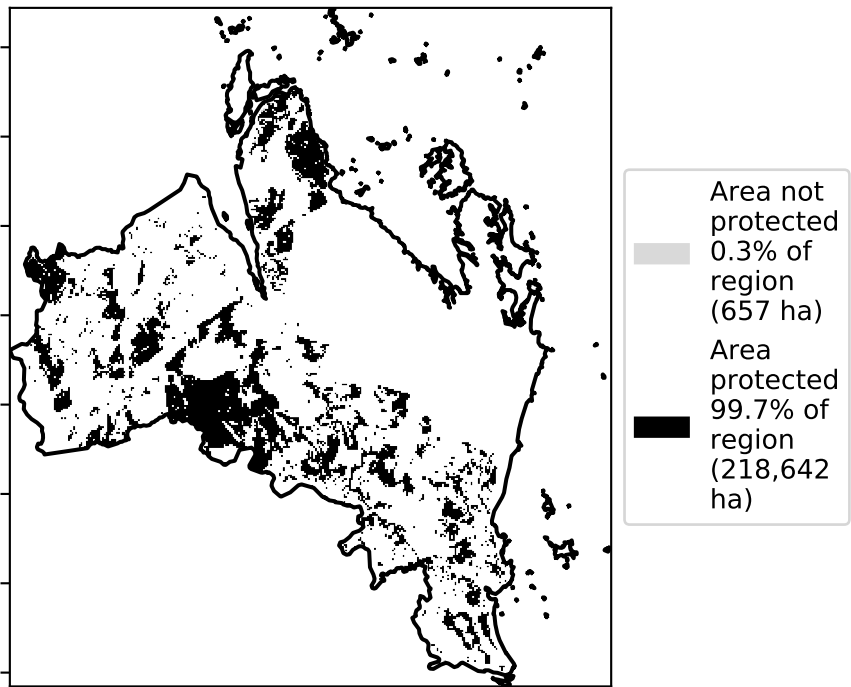 Area not
protected
0.3% of
region
(657 ha)
Area
protected
99.7% of
region
(218,642
ha)